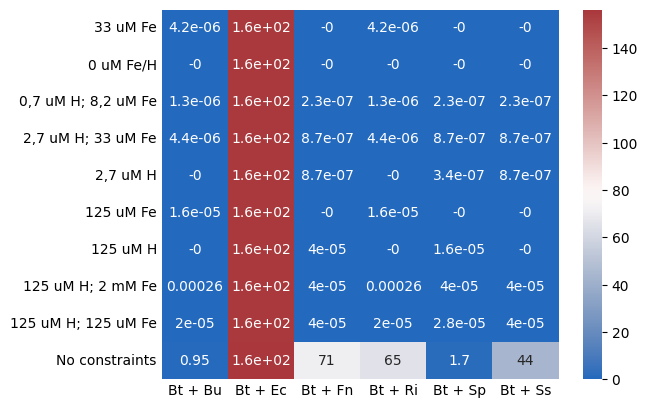 33 uM Fe 4.2e-06 1.6e+02 -0 4.2e-06 -0 -0
0 uM Fe/H -0 1.6e+02 -0 -0 -0 -0
0,7 uM H; 8,2 uM Fe 1.3e-06 1.6e+02 2.3e-07 1.3e-06 2.3e-07 2.3e-07
2,7 uM H; 33 uM Fe 4.4e-06 1.6e+02 8.7e-07 4.4e-06 8.7e-07 8.7e-07
2,7 uM H -0 1.6e+02 8.7e-07 -0 3.4e-07 8.7e-07
125 uM Fe 1.6e-05 1.6e+02 -0 1.6e-05 -0 -0
125 uM H -0 1.6e+02 4e-05 -0 1.6e-05 -0
125 uM H; 2 mM Fe 0.00026 1.6e+02 4e-05 0.00026 4e-05 4e-05
125 uM H; 125 uM Fe 2e-05 1.6e+02 4e-05 2e-05 2.8e-05 4e-05
No constraints 0.95 1.6e+02 71 65 1.7 44
Bt + Bu Bt + Ec Bt + Fn Bt + Ri Bt + Sp Bt + Ss
140
120
100
80
60
40
20
0